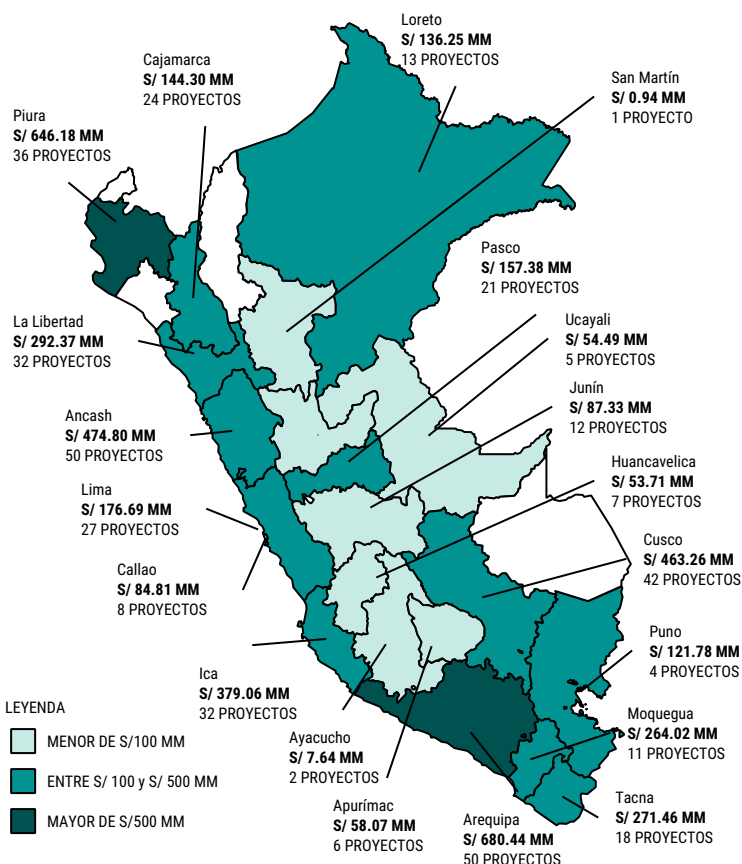 Loreto
S/ 136.25 MM
13 PROYECTOS
Cajamarca
S/ 144.30 MM
24 PROYECTOS
San Martín
S/ 0.94 MM
1 PROYECTO
Piura
S/ 646.18 MM
36 PROYECTOS
Pasco
S/ 157.38 MM
21 PROYECTOS
La Libertad
S/ 292.37 MM
32 PROYECTOS
Ucayali
S/ 54.49 MM
5 PROYECTOS
Junín
S/ 87.33 MM
12 PROYECTOS
Ancash
S/ 474.80 MM
50 PROYECTOS
Huancavelica
S/ 53.71 MM
7 PROYECTOS
Lima
S/ 176.69 MM
27 PROYECTOS
Cusco
S/ 463.26 MM
42 PROYECTOS
Callao
S/ 84.81 MM
8 PROYECTOS
Puno
S/ 121.78 MM
4 PROYECTOS
Ica
S/ 379.06 MM
32 PROYECTOS
LEYENDA
MENOR DE S/100 MM
ENTRE S/ 100 y S/ 500 MM
MAYOR DE S/500 MM
Ayacucho
S/ 7.64 MM
2 PROYECTOS
Moquegua
S/ 264.02 MM
11 PROYECTOS
Apurímac
S/ 58.07 MM
6 PROYECTOS
Arequipa
S/ 680.44 MM
50 PROYECTOS
Tacna
S/ 271.46 MM
18 PROYECTOS